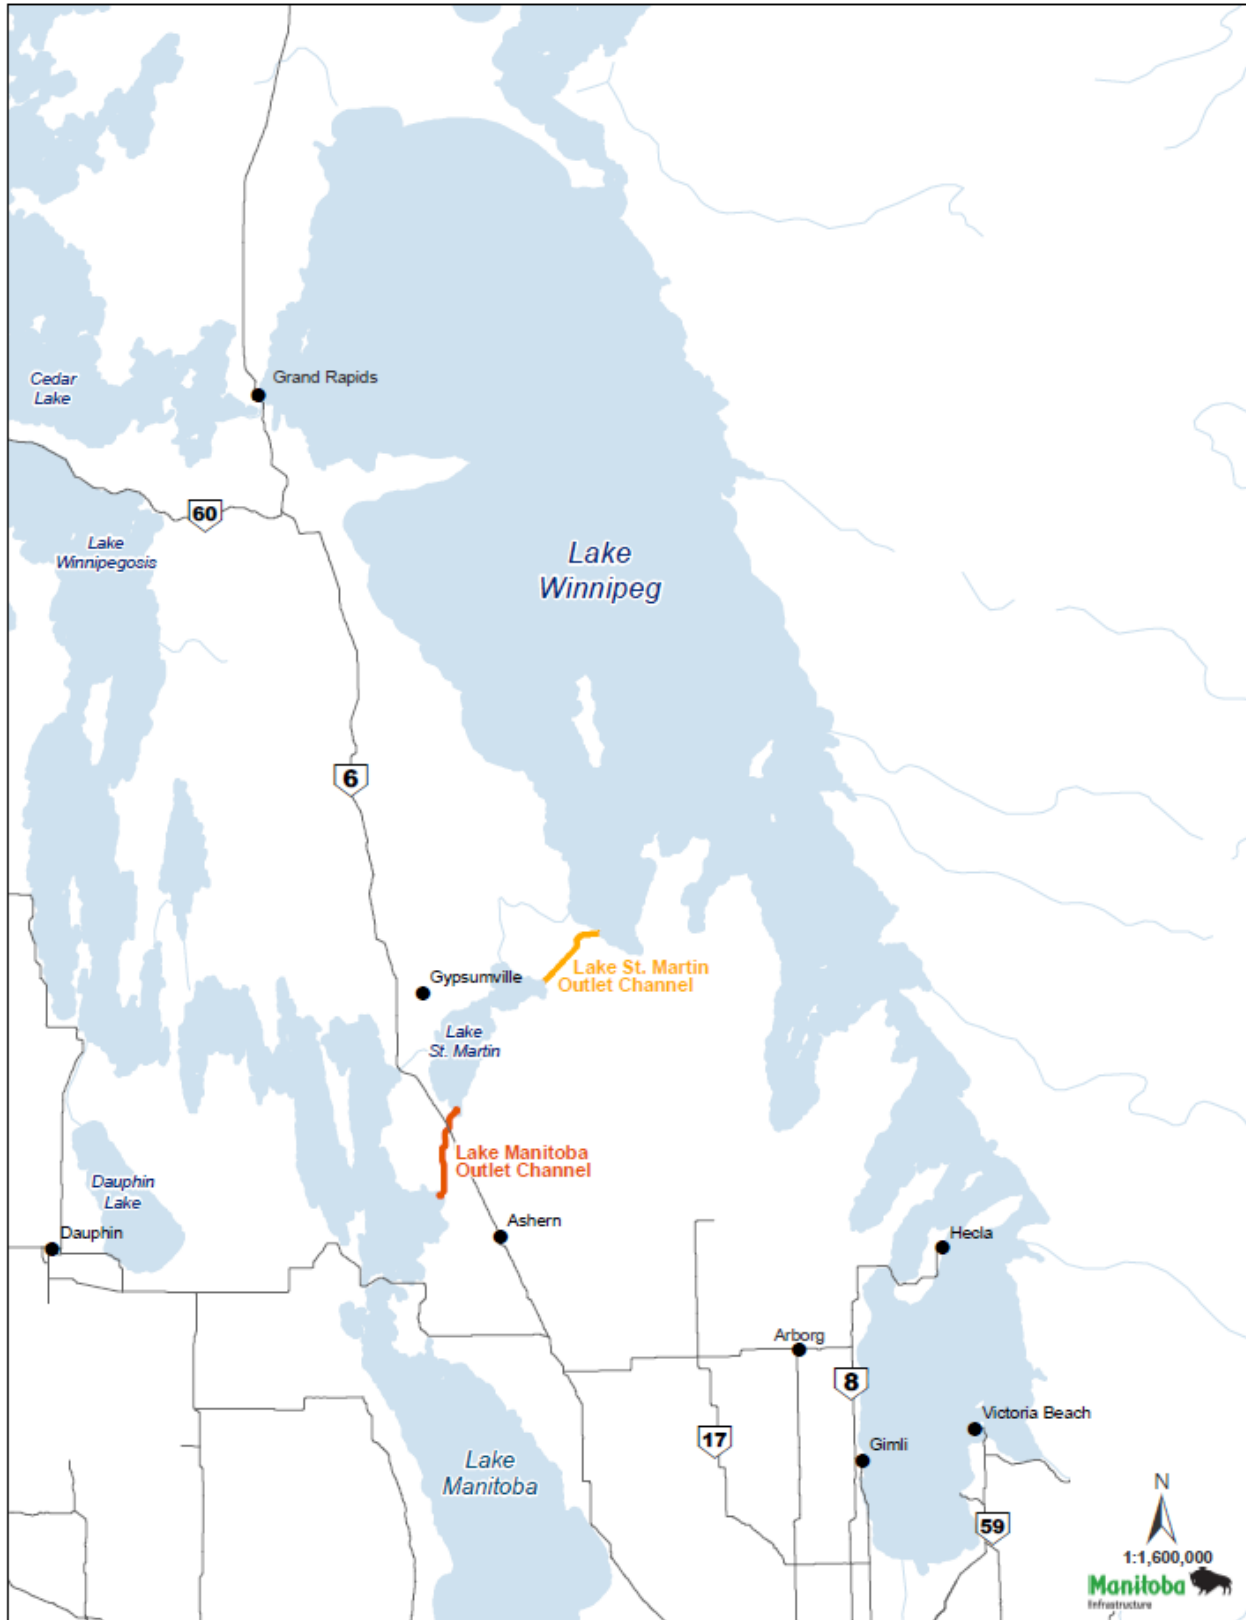 Grand Rapids
Cedar
Lake
60
Lake
Winnipegosis
Lake
Winnipeg
6
Lake St. Martin
Outlet Channel
Gypsumville
Lake
St. Martin
Lake Manitoba
Outlet Channel
Dauphin
Lake
Dauphin
Ashern
Hecla
Arborg
8
Victoria Beach
17
Gimli
Lake
Manitoba
N
59
1:1,600,000
Manitoba
Infrastructure